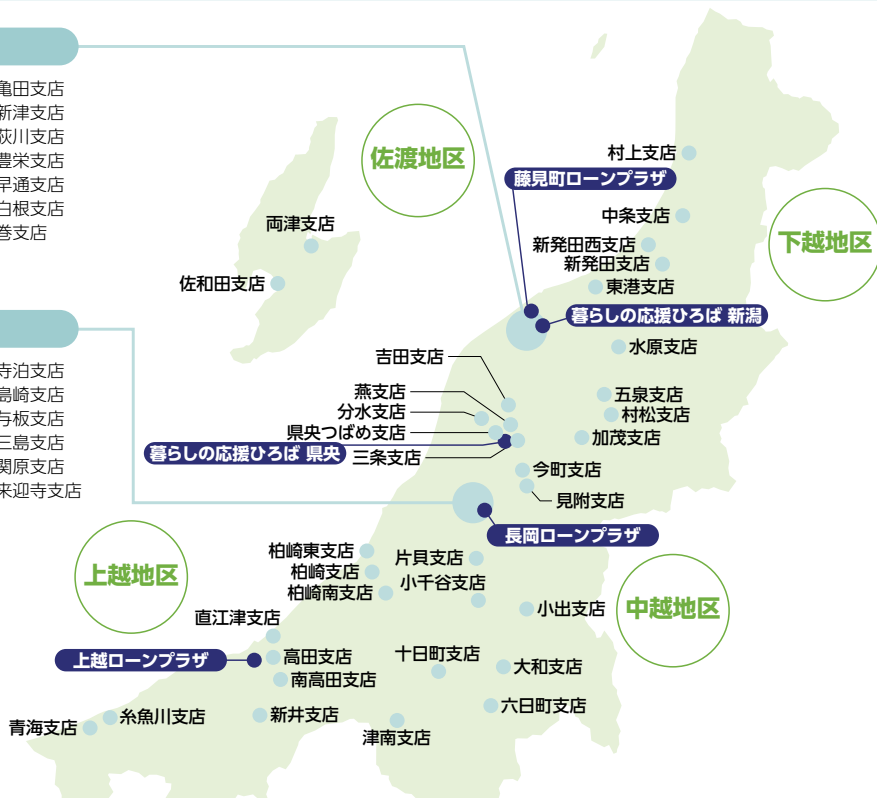 亀田支店
新津支店
荻川支店
豊栄支店
早通支店
白根支店
巻支店
寺泊支店
島崎支店
与板支店
三島支店
関原支店
来迎寺支店
佐渡地区
両津支店
佐和田支店
村上支店
藤見町ローンプラザ
中条支店
下越地区
新発田西支店
新発田支店
東港支店
暮らしの応援ひろば 新潟
水原支店
吉田支店
燕支店
分水支店
県央つばめ支店
暮らしの応援ひろば 県央
三条支店
五泉支店
村松支店
加茂支店
今町支店
見附支店
長岡ローンプラザ
上越地区
柏崎東支店
柏崎支店
柏崎南支店
片貝支店
小千谷支店
小出支店
中越地区
直江津支店
上越ローンプラザ
高田支店
南高田支店
十日町支店
大和支店
六日町支店
青海支店
糸魚川支店
新井支店
津南支店